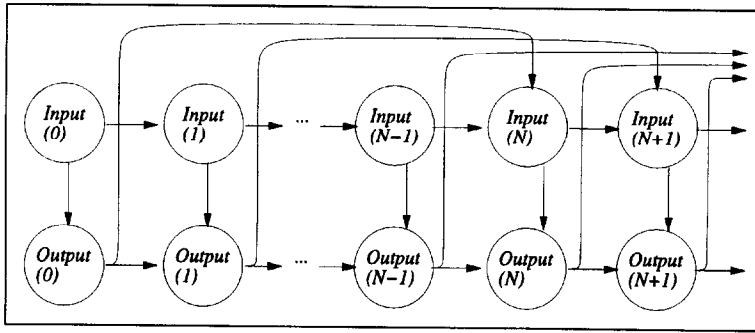 Input
(0)
Input
(1)
...
Input
(N-1)
Input
(N)
Input
(N+1)
Output
(0)
Output
(1)
...
Output
(N-1)
Output
(N)
Output
(N+1)